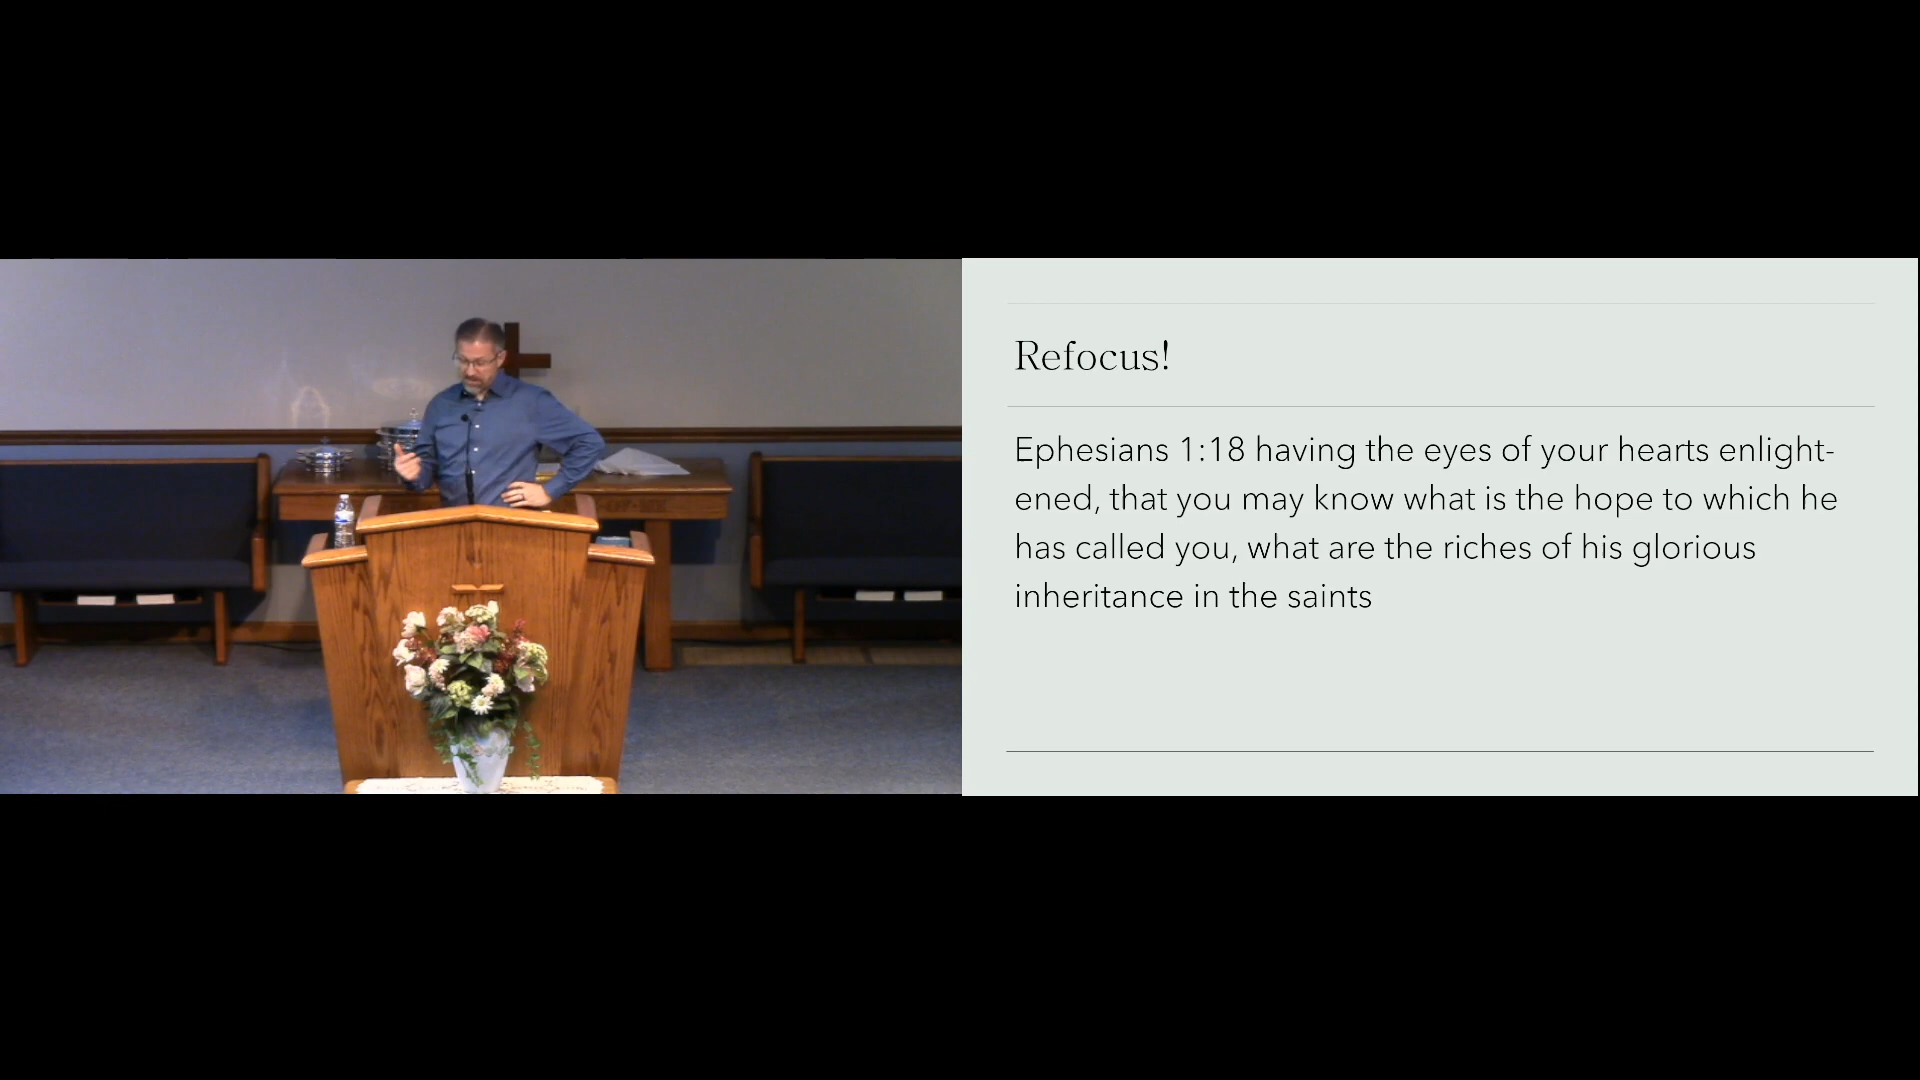 Refocus!
Ephesians 1:18 having the eyes of your hearts enlight-
ened, that you may know what is the hope to which he
has called you, what are the riches of his glorious
inheritance in the saints